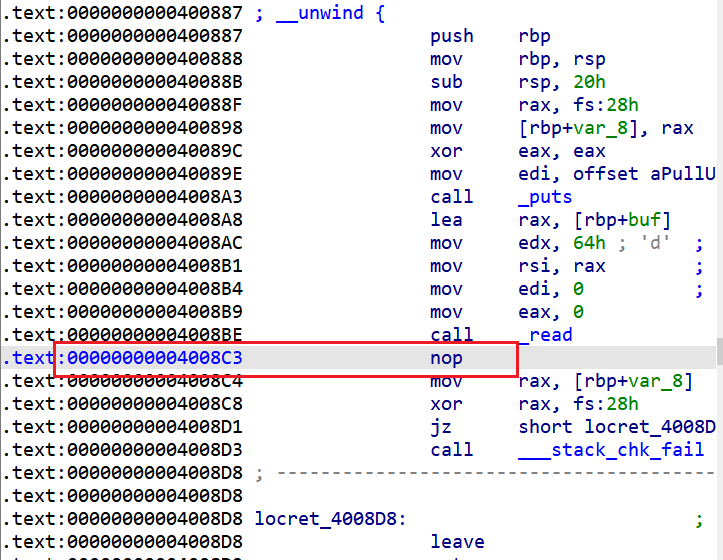 .text:0000000000400887 ; __unwind {
.text:0000000000400887 push rbp
.text:0000000000400888 mov rbp, rsp
.text:000000000040088B sub rsp, 20h
.text:000000000040088F mov rax, fs:28h
.text:0000000000400898 mov [rbp+var_8], rax
.text:000000000040089C xor eax, eax
.text:000000000040089E mov edi, offset aPullU
.text:00000000004008A3 call _puts
.text:00000000004008A8 lea rax, [rbp+buf]
.text:00000000004008AC mov edx, 64h ; 'd' ;
.text:00000000004008B1 mov rsi, rax ;
.text:00000000004008B4 mov edi, 0 ;
.text:00000000004008B9 mov eax, 0
.text:00000000004008BE call _read
.text:00000000004008C3 nop
.text:00000000004008C4 mov rax, [rbp+var_8]
.text:00000000004008C8 xor rax, fs:28h
.text:00000000004008D1 jz short locret_4008D
.text:00000000004008D3 call ___stack_chk_fail
.text:00000000004008D8 ; ---------------------------------------
.text:00000000004008D8
.text:00000000004008D8 locret_4008D8: ;
.text:00000000004008D8 leave